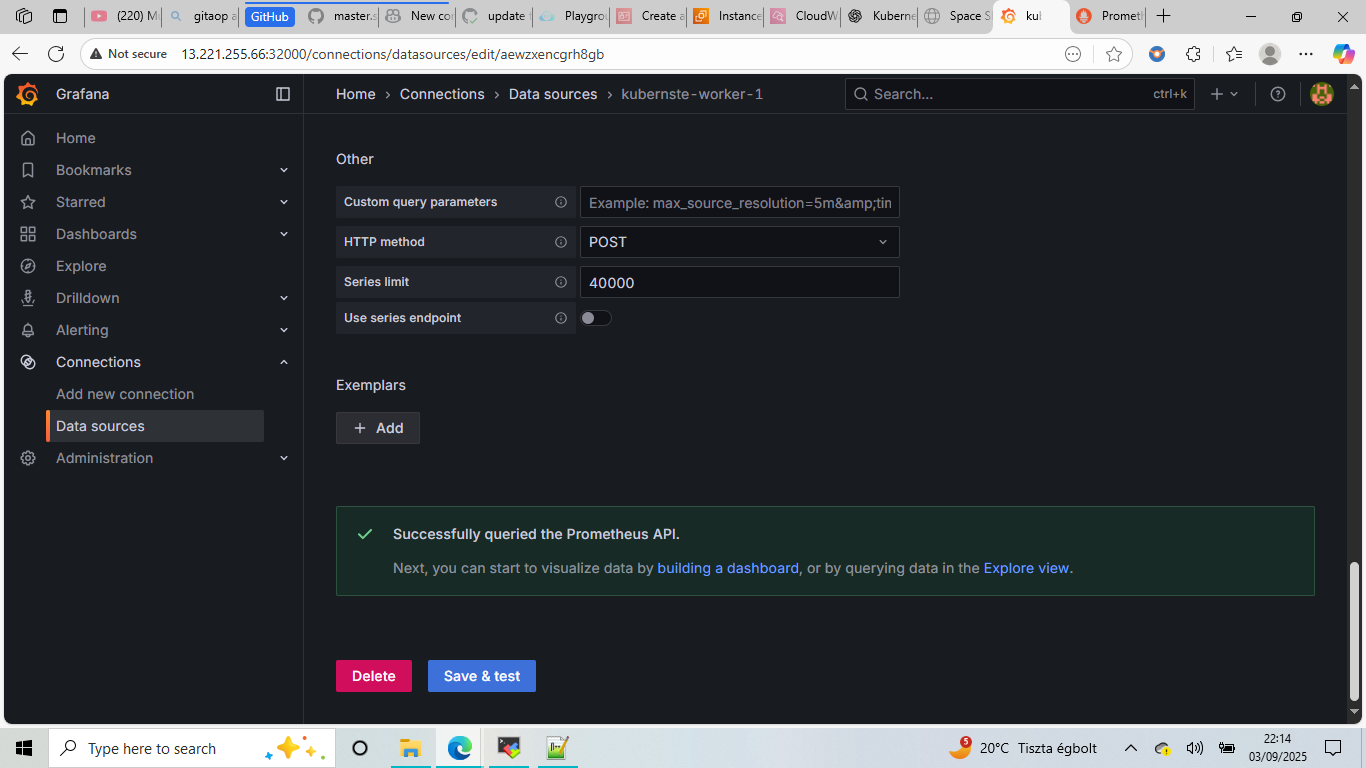 (220) M
gitaop a
GitHub
master.s
New cor
update f
Playgrou
Create a
Instance
CloudW
Kuberne
Space S
kub
Prometh
Not secure 13.221.255.66:32000/connections/datasources/edit/aewzxencgrh8gb
Grafana
Home > Connections > Data sources > kubernste-worker-1
Search... ctrl+k
Home
Bookmarks
Starred
Dashboards
Explore
Drilldown
Alerting
Connections
Add new connection
Data sources
Administration
Other
Custom query parameters Example: max_source_resolution=5m&amp;tin
HTTP method POST
Series limit 40000
Use series endpoint
Exemplars
+ Add
Successfully queried the Prometheus API.
Next, you can start to visualize data by building a dashboard, or by querying data in the Explore view.
Delete Save & test
Type here to search
5
20°C Tiszta égbolt
22:14
03/09/2025